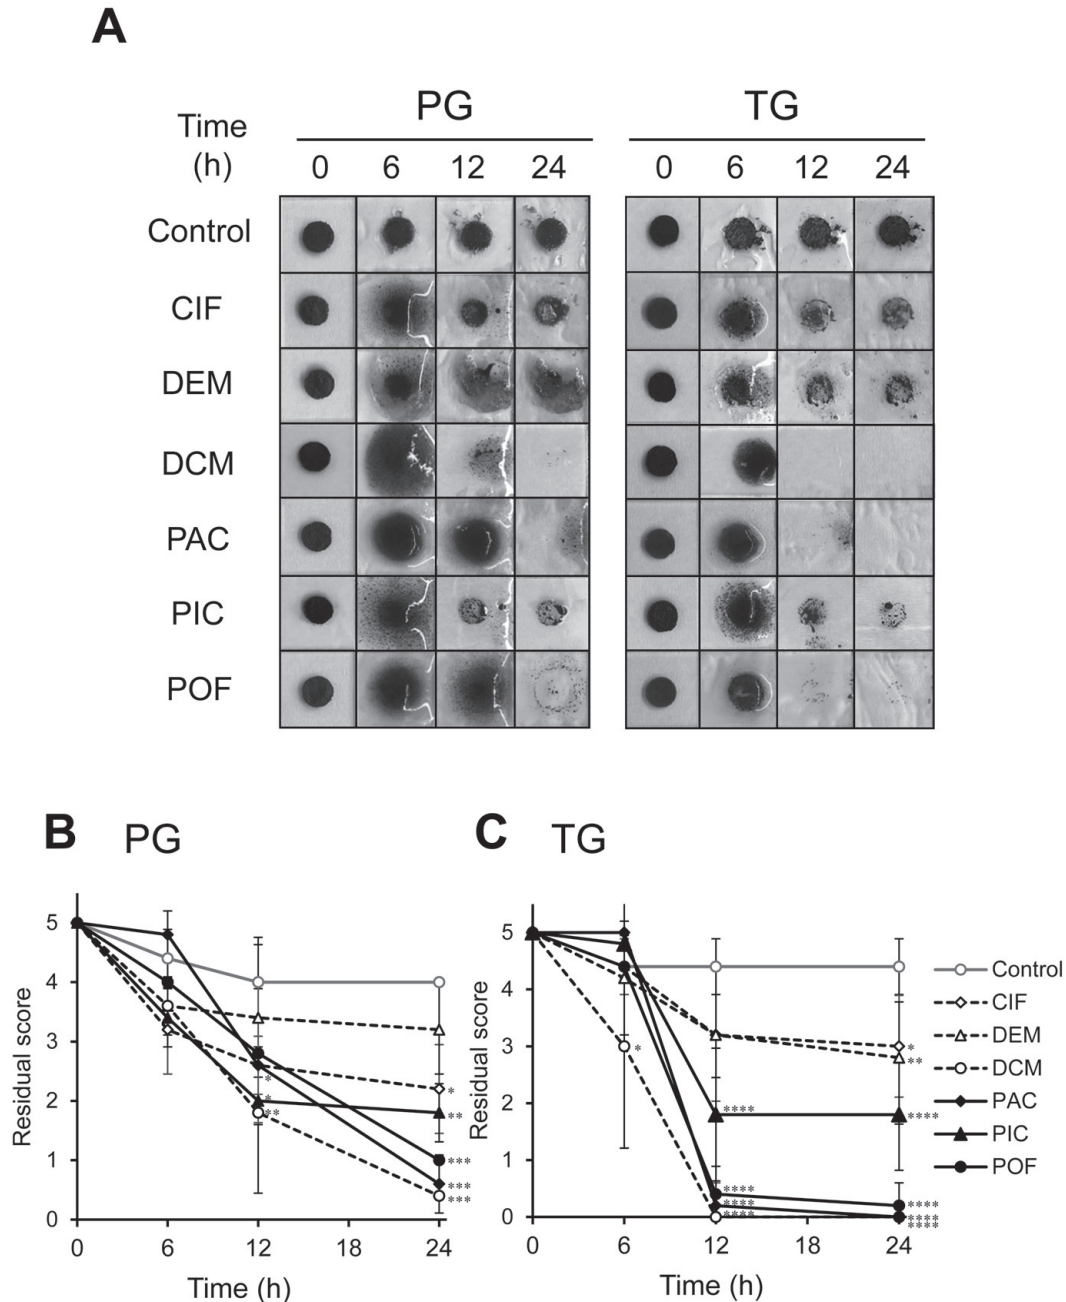 A
PG TG
Time
(h)
0 6 12 24 0 6 12 24
Control
CIF
DEM
DCM
PAC
PIC
POF
B PG
Residual score
5
4
3
2
1
0
0 6 12 18 24
Time (h)
*
*
**
*
**
***
***
***
C TG
Residual score
5
4
3
2
1
0
0 6 12 18 24
Time (h)
*
****
****
****
****
*
**
****
****
****
****
Control
CIF
DEM
DCM
PAC
PIC
POF